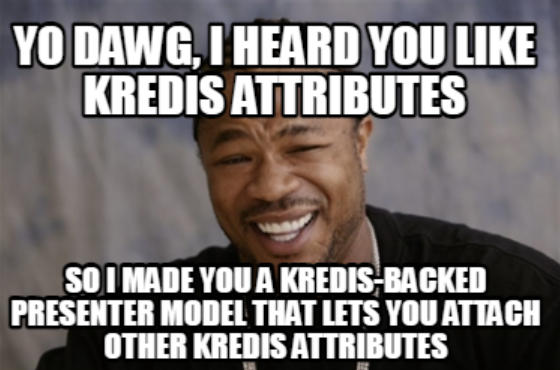 YO DAWG, I HEARD YOU LIKE
KREDIS ATTRIBUTES
SO I MADE YOU A KREDIS-BACKED
PRESENTER MODEL THAT LETS YOU ATTACH
OTHER KREDIS ATTRIBUTES